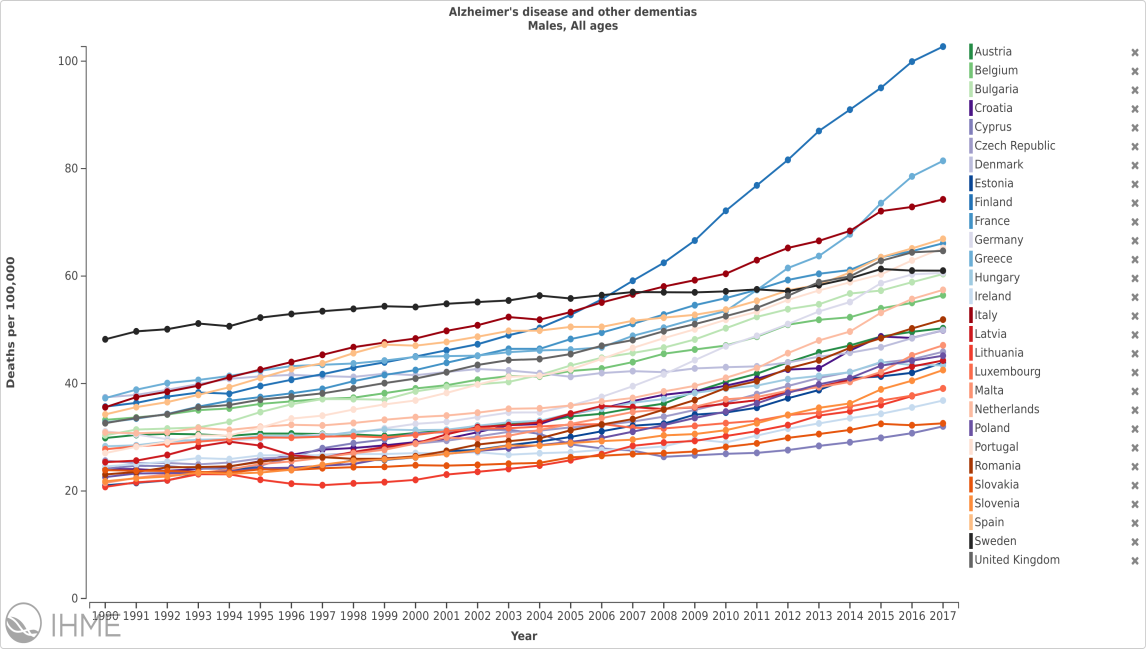 Alzheimer's disease and other dementias
Males, All ages
Deaths per 100,000
100
80
60
40
20
0
1990 1991 1992 1993 1994 1995 1996 1997 1998 1999 2000 2001 2002 2003 2004 2005 2006 2007 2008 2009 2010 2011 2012 2013 2014 2015 2016 2017
Year
IHME
Austria
Belgium
Bulgaria
Croatia
Cyprus
Czech Republic
Denmark
Estonia
Finland
France
Germany
Greece
Hungary
Ireland
Italy
Latvia
Lithuania
Luxembourg
Malta
Netherlands
Poland
Portugal
Romania
Slovakia
Slovenia
Spain
Sweden
United Kingdom